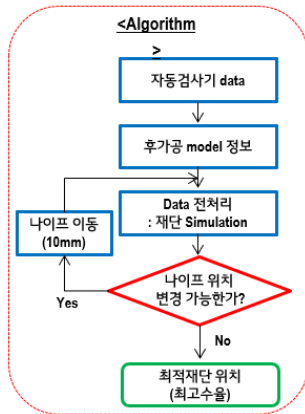 <Algorithm
>
자동검사기 data
후가공 model 정보
Data 전처리
: 재단 Simulation
나이프 이동
(10mm)
나이프 위치
변경 가능한가?
Yes
No
최적재단 위치
(최고수율)